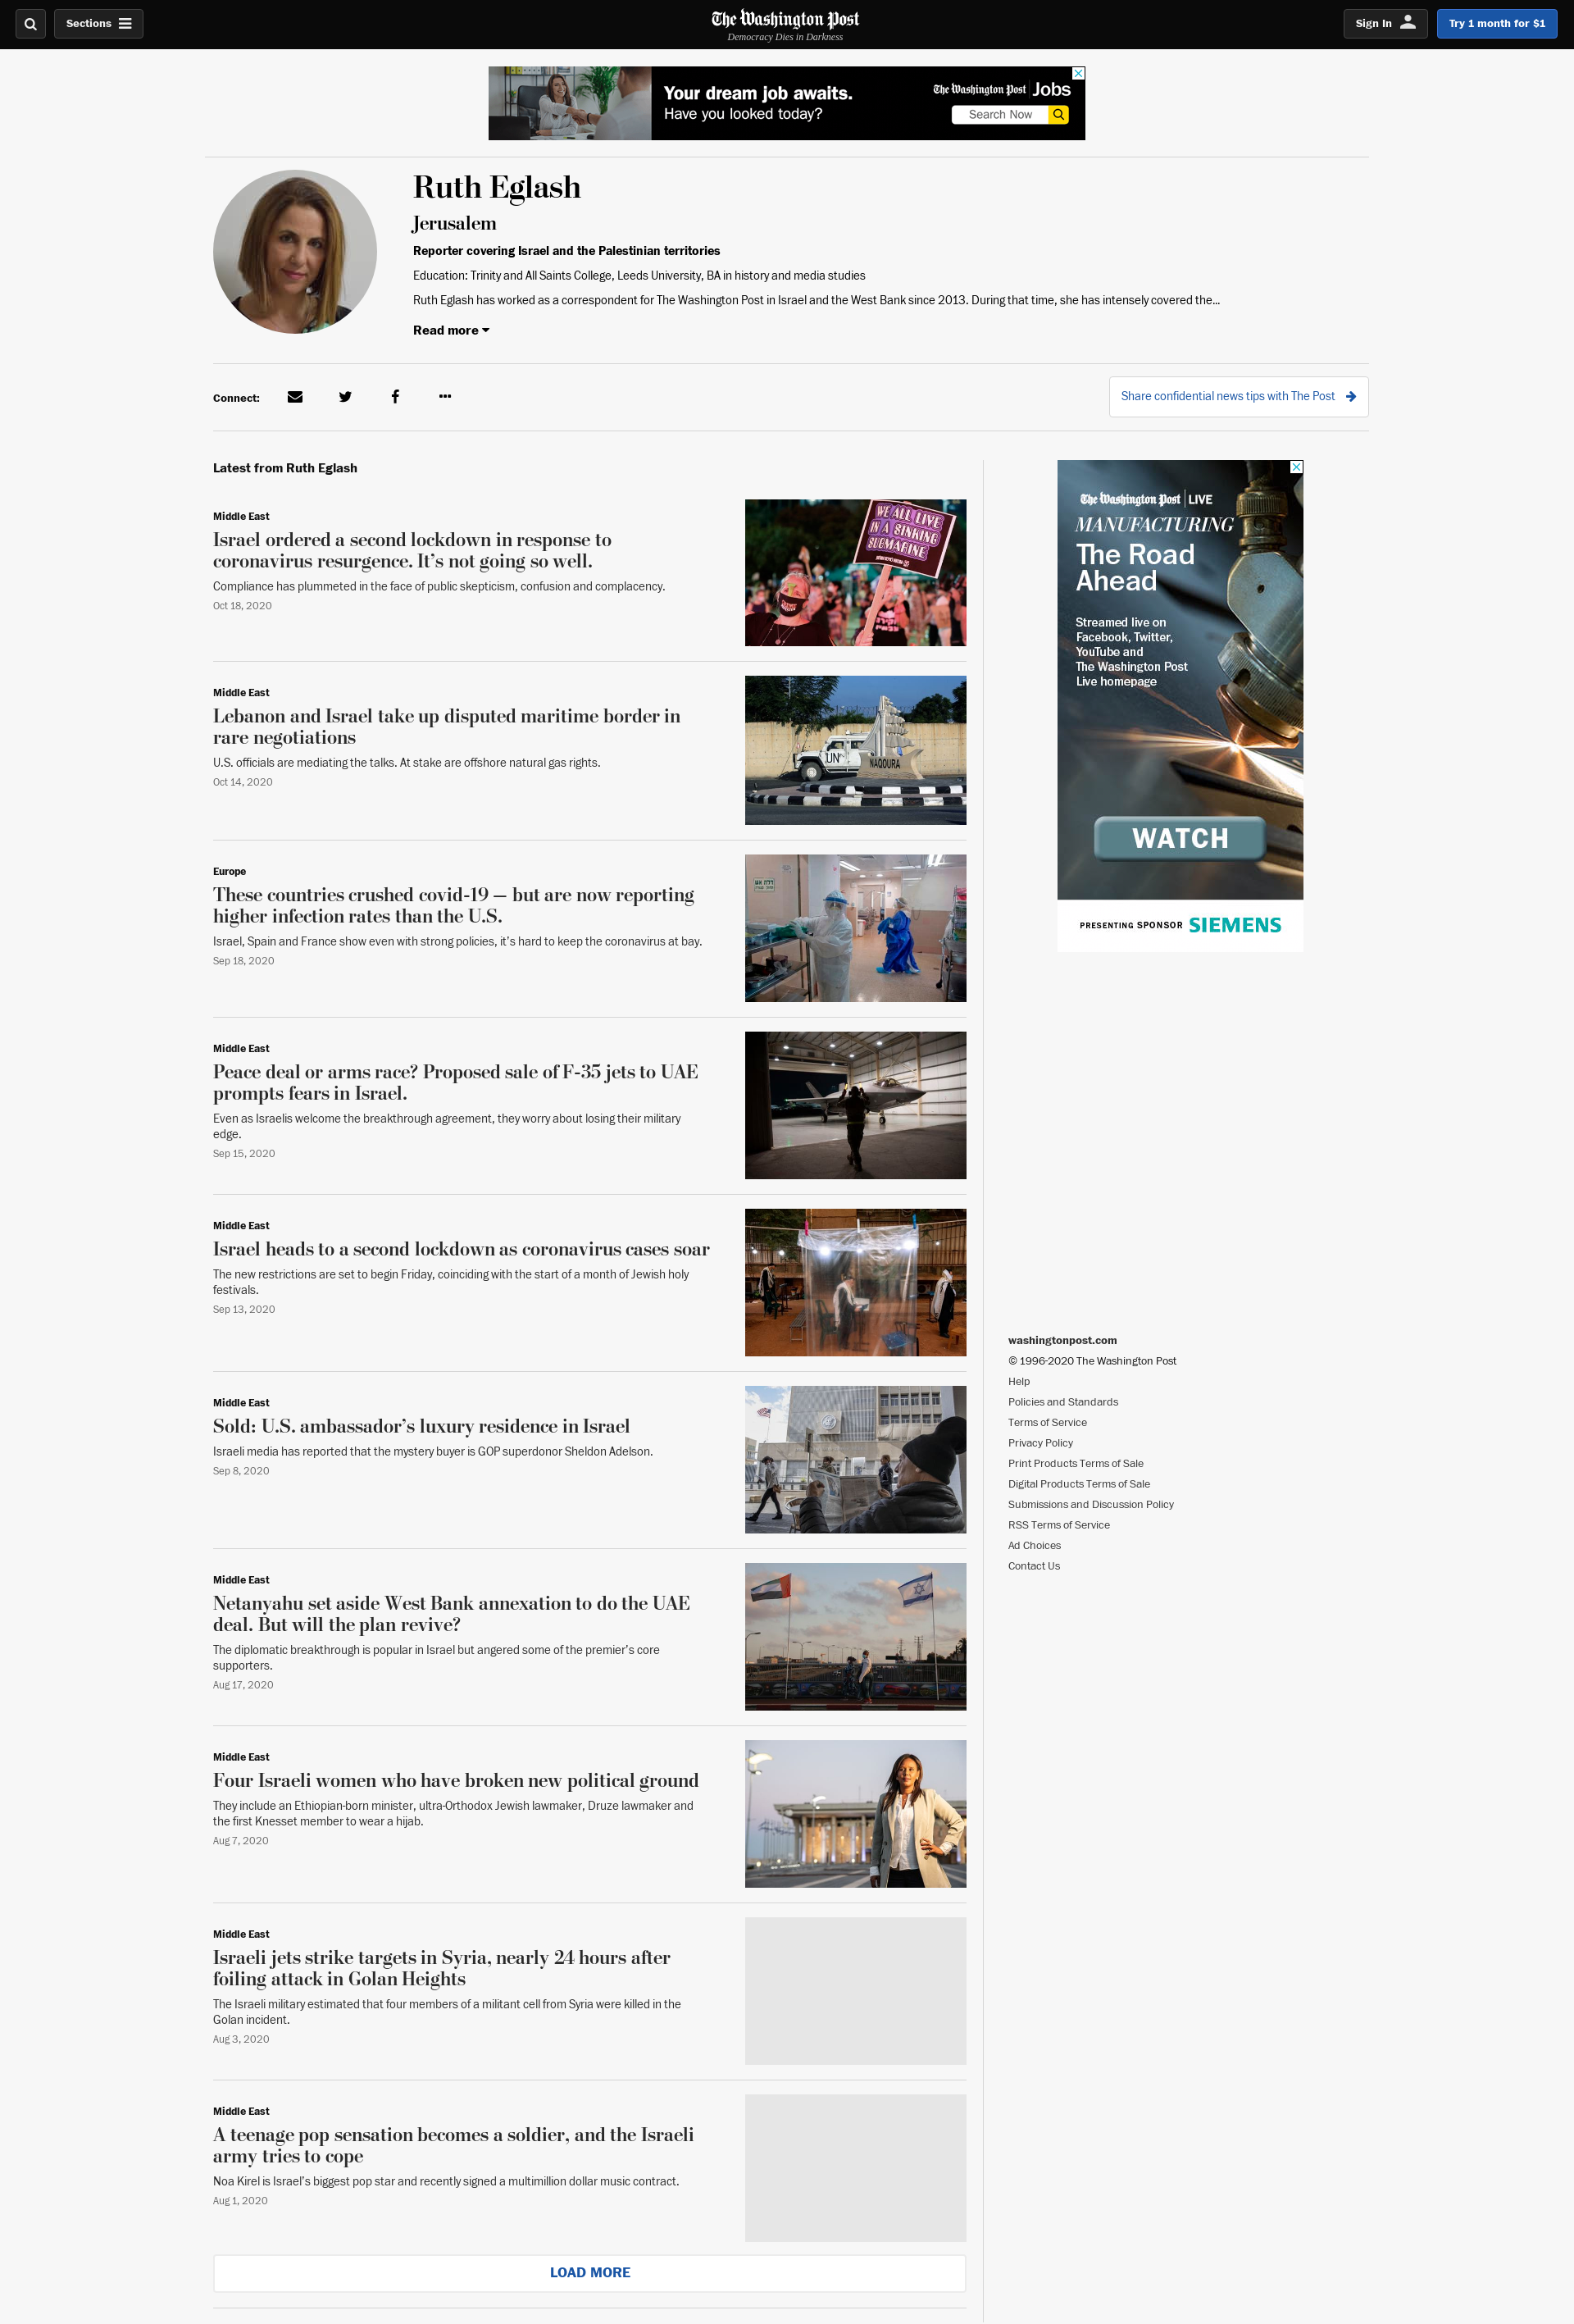 Sections
The Washington Post
Democracy Dies in Darkness
Sign In
Try 1 month for $1
Your dream job awaits.
Have you looked today?
The Washington Post Jobs
Search Now
Ruth Eglash
Jerusalem
Reporter covering Israel and the Palestinian territories
Education: Trinity and All Saints College, Leeds University, BA in history and media studies
Ruth Eglash has worked as a correspondent for The Washington Post in Israel and the West Bank since 2013. During that time, she has intensely covered the...
Read more
Connect:
Share confidential news tips with The Post
Latest from Ruth Eglash
Middle East
Israel ordered a second lockdown in response to
coronavirus resurgence. It’s not going so well.
Compliance has plummeted in the face of public skepticism, confusion and complacency.
Oct 18, 2020
WE ALL LIVE
IN A SINKING
SUBMARINE
Middle East
Lebanon and Israel take up disputed maritime border in
rare negotiations
U.S. officials are mediating the talks. At stake are offshore natural gas rights.
Oct 14, 2020
UN
NAQOURA
Europe
These countries crushed covid-19 — but are now reporting
higher infection rates than the U.S.
Israel, Spain and France show even with strong policies, it’s hard to keep the coronavirus at bay.
Sep 18, 2020
Middle East
Peace deal or arms race? Proposed sale of F-35 jets to UAE
prompts fears in Israel.
Even as Israelis welcome the breakthrough agreement, they worry about losing their military
edge.
Sep 15, 2020
Middle East
Israel heads to a second lockdown as coronavirus cases soar
The new restrictions are set to begin Friday, coinciding with the start of a month of Jewish holy
festivals.
Sep 13, 2020
Middle East
Sold: U.S. ambassador’s luxury residence in Israel
Israeli media has reported that the mystery buyer is GOP superdonor Sheldon Adelson.
Sep 8, 2020
Middle East
Netanyahu set aside West Bank annexation to do the UAE
deal. But will the plan revive?
The diplomatic breakthrough is popular in Israel but angered some of the premier’s core
supporters.
Aug 17, 2020
Middle East
Four Israeli women who have broken new political ground
They include an Ethiopian-born minister, ultra-Orthodox Jewish lawmaker, Druze lawmaker and
the first Knesset member to wear a hijab.
Aug 7, 2020
Middle East
Israeli jets strike targets in Syria, nearly 24 hours after
foiling attack in Golan Heights
The Israeli military estimated that four members of a militant cell from Syria were killed in the
Golan incident.
Aug 3, 2020
Middle East
A teenage pop sensation becomes a soldier, and the Israeli
army tries to cope
Noa Kirel is Israel’s biggest pop star and recently signed a multimillion dollar music contract.
Aug 1, 2020
LOAD MORE
The Washington Post LIVE
MANUFACTURING
The Road
Ahead
Streamed live on
Facebook, Twitter,
YouTube and
The Washington Post
Live homepage
WATCH
PRESENTING SPONSOR SIEMENS
washingtonpost.com
© 1996-2020 The Washington Post
Help
Policies and Standards
Terms of Service
Privacy Policy
Print Products Terms of Sale
Digital Products Terms of Sale
Submissions and Discussion Policy
RSS Terms of Service
Ad Choices
Contact Us